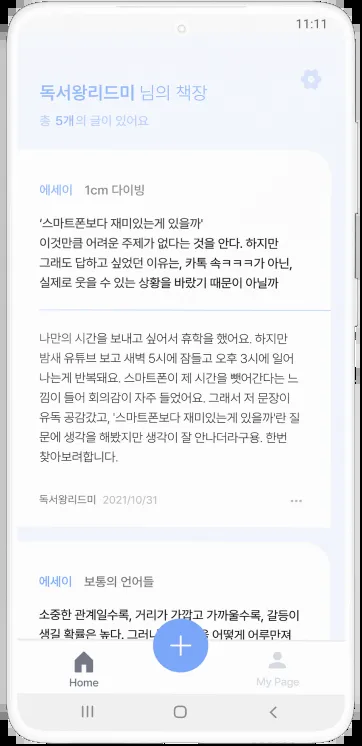 11:11
독서왕리드미 님의 책장
총 5개의 글이 있어요
에세이 1cm 다이빙
'스마트폰보다 재미있는게 있을까'
이것만큼 어려운 주제가 없다는 것을 안다. 하지만
그래도 답하고 싶었던 이유는, 카톡 속ㅋㅋㅋ가 아닌,
실제로 웃을 수 있는 상황을 바랐기 때문이 아닐까
나만의 시간을 보내고 싶어서 휴학을 했어요. 하지만
밤새 유튜브 보고 새벽 5시에 잠들고 오후 3시에 일어
나는게 반복돼요. 스마트폰이 제 시간을 뺏어간다는 느
낌이 들어 회의감이 자주 들었어요. 그래서 저 문장이
유독 공감갔고, '스마트폰보다 재미있는게 있을까'란 질
문에 생각을 해봤지만 생각이 잘 안나더라구용. 한번
찾아보려합니다.
독서왕리드미 2021/10/31
에세이 보통의 언어들
소중한 관계일수록, 거리가 가깝고 가까울수록, 갈등이
생길 확률은 높다. 어떻게 어루만져
Home
My Page